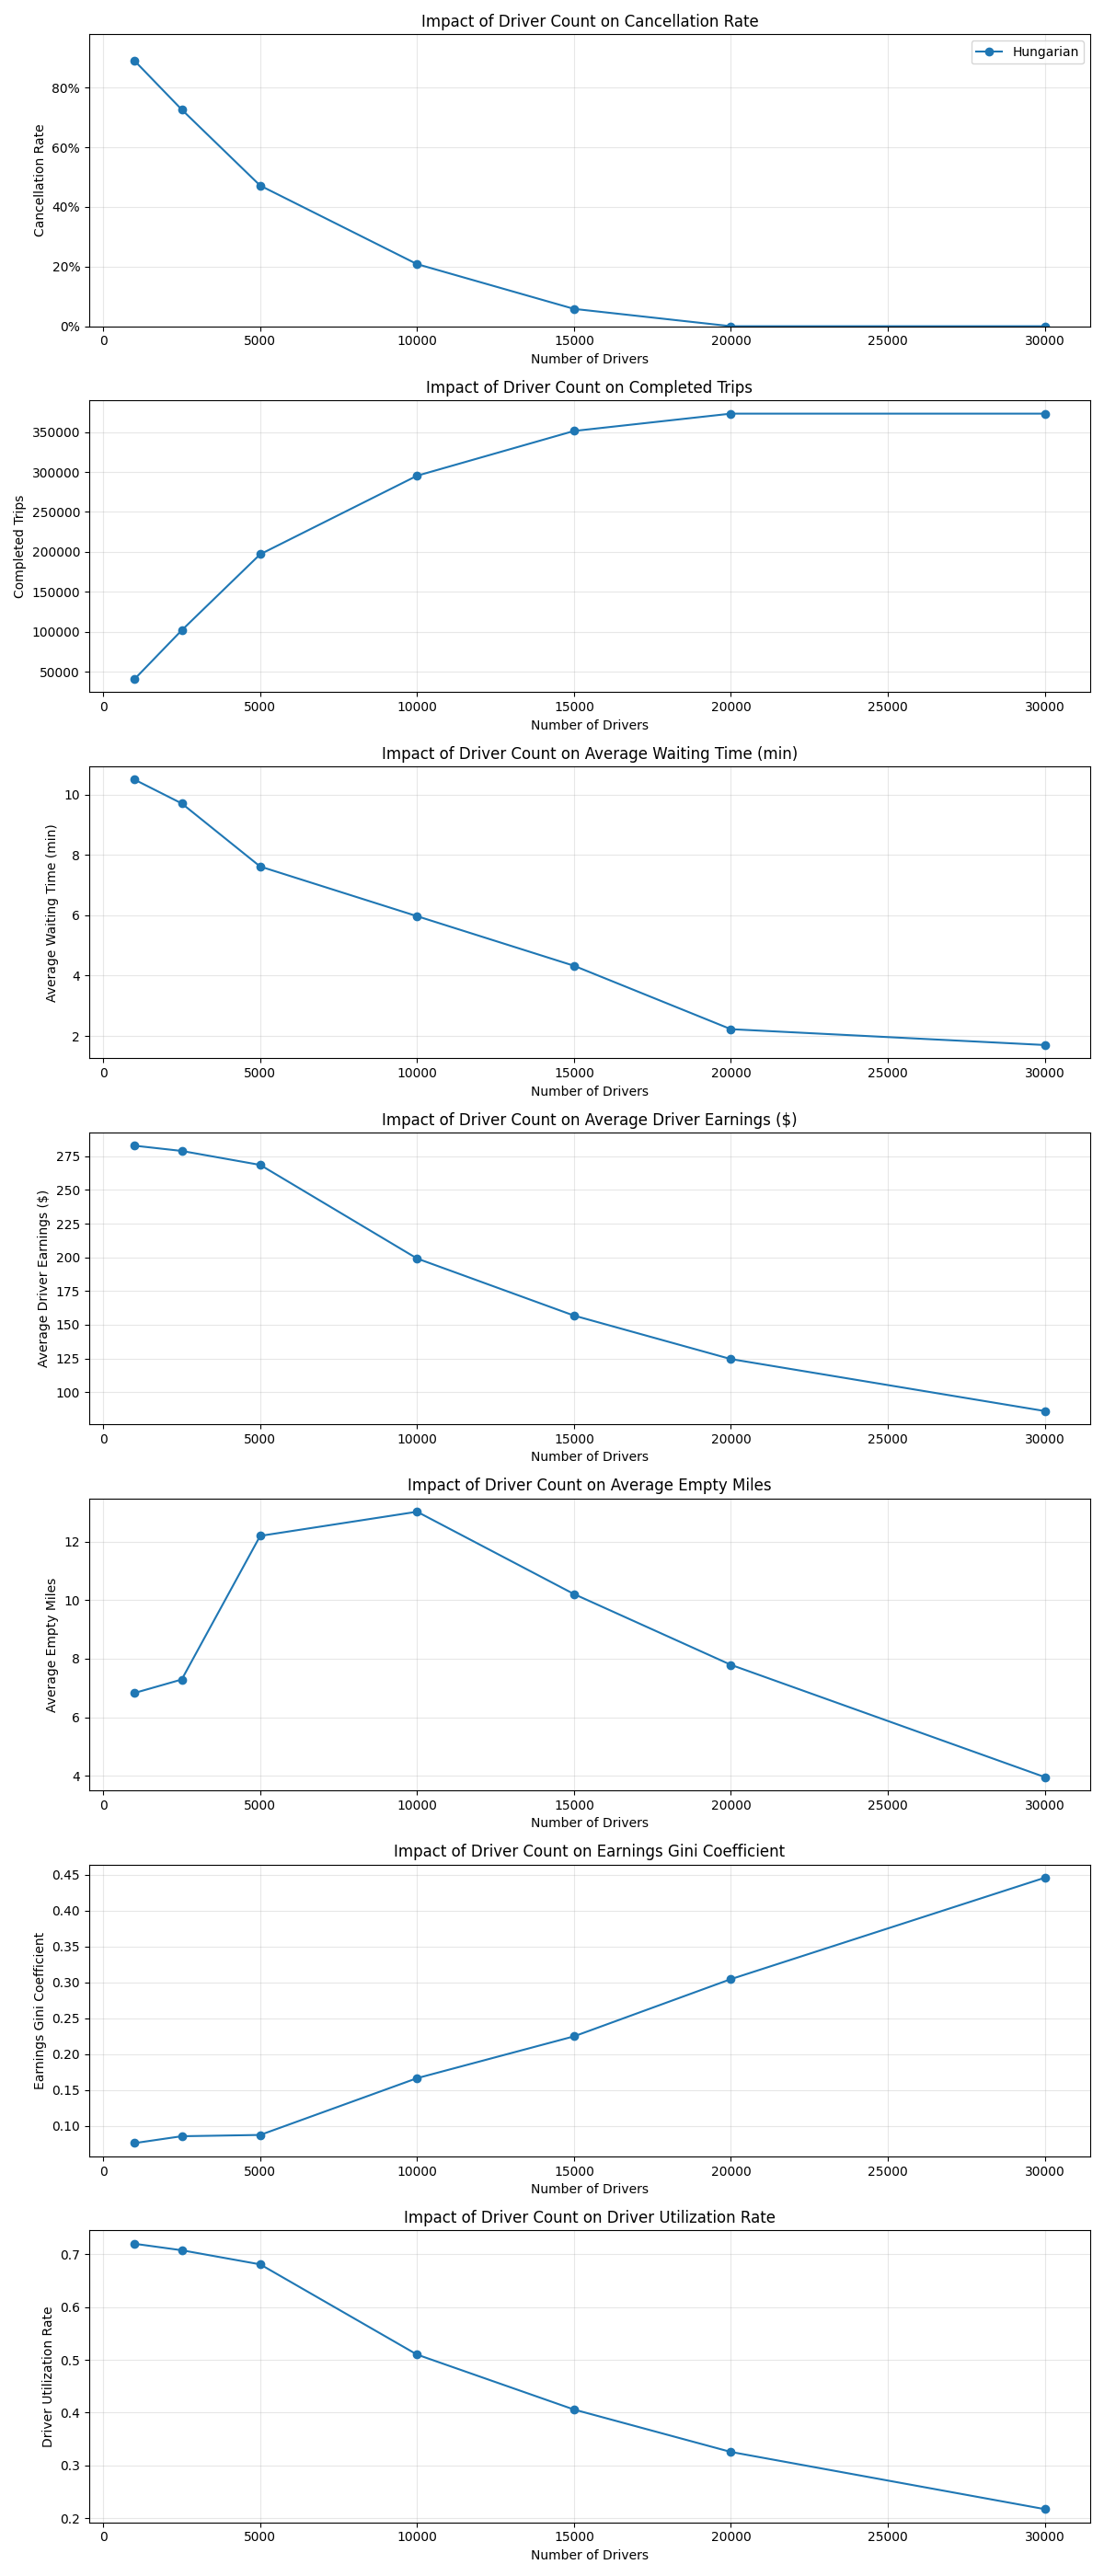 Impact of Driver Count on Cancellation Rate
Hungarian
Cancellation Rate
80%
60%
40%
20%
0%
0 5000 10000 15000 20000 25000 30000
Number of Drivers
Impact of Driver Count on Completed Trips
Completed Trips
350000
300000
250000
200000
150000
100000
50000
0 5000 10000 15000 20000 25000 30000
Number of Drivers
Impact of Driver Count on Average Waiting Time (min)
Average Waiting Time (min)
10
8
6
4
2
0 5000 10000 15000 20000 25000 30000
Number of Drivers
Impact of Driver Count on Average Driver Earnings ($)
Average Driver Earnings ($)
275
250
225
200
175
150
125
100
0 5000 10000 15000 20000 25000 30000
Number of Drivers
Impact of Driver Count on Average Empty Miles
Average Empty Miles
12
10
8
6
4
0 5000 10000 15000 20000 25000 30000
Number of Drivers
Impact of Driver Count on Earnings Gini Coefficient
Earnings Gini Coefficient
0.45
0.40
0.35
0.30
0.25
0.20
0.15
0.10
0 5000 10000 15000 20000 25000 30000
Number of Drivers
Impact of Driver Count on Driver Utilization Rate
Driver Utilization Rate
0.7
0.6
0.5
0.4
0.3
0.2
0 5000 10000 15000 20000 25000 30000
Number of Drivers